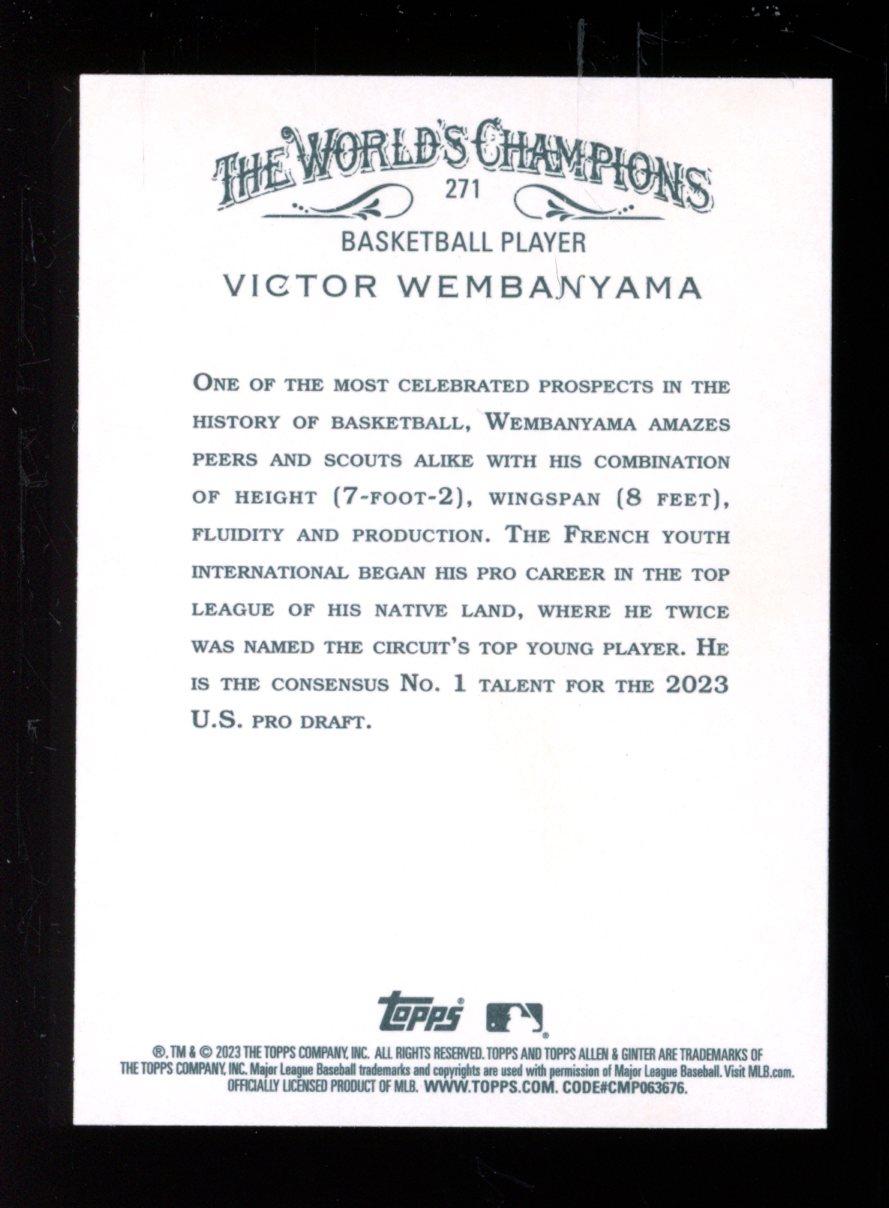 THE WORLD'S CHAMPIONS
271
BASKETBALL PLAYER
VICTOR WEMBANYAMA
ONE OF THE MOST CELEBRATED PROSPECTS IN THE
HISTORY OF BASKETBALL, WEMBANYAMA AMAZES
PEERS AND SCOUTS ALIKE WITH HIS COMBINATION
OF HEIGHT (7-FOOT-2), WINGSPAN (8 FEET),
FLUIDITY AND PRODUCTION. THE FRENCH YOUTH
INTERNATIONAL BEGAN HIS PRO CAREER IN THE TOP
LEAGUE OF HIS NATIVE LAND, WHERE HE TWICE
WAS NAMED THE CIRCUIT'S TOP YOUNG PLAYER. HE
IS THE CONSENSUS NO. 1 TALENT FOR THE 2023
U.S. PRO DRAFT.
Topps®
®, TM & © 2023 THE TOPPS COMPANY, INC. ALL RIGHTS RESERVED. TOPPS AND TOPPS ALLEN & GINTER ARE TRADEMARKS OF
THE TOPPS COMPANY, INC. Major League Baseball trademarks and copyrights are used with permission of Major League Baseball. Visit MLB.com.
OFFICIALLY LICENSED PRODUCT OF MLB. WWW.TOPPS.COM. CODE#CMP063676.